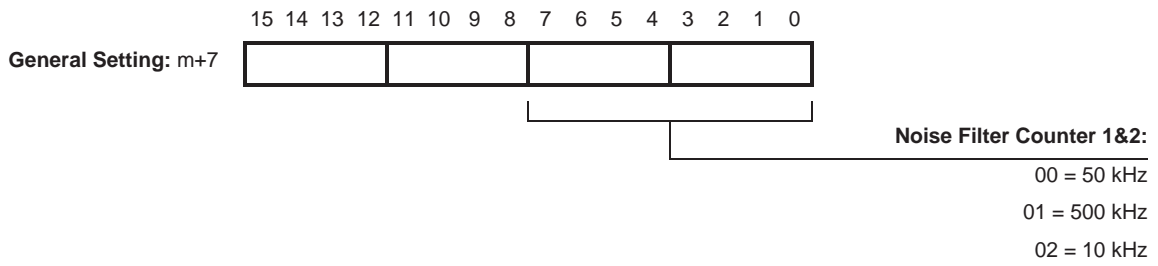 15 14 13 12 11 10 9 8 7 6 5 4 3 2 1 0
General Setting: m+7
Noise Filter Counter 1&2:
00 = 50 kHz
01 = 500 kHz
02 = 10 kHz